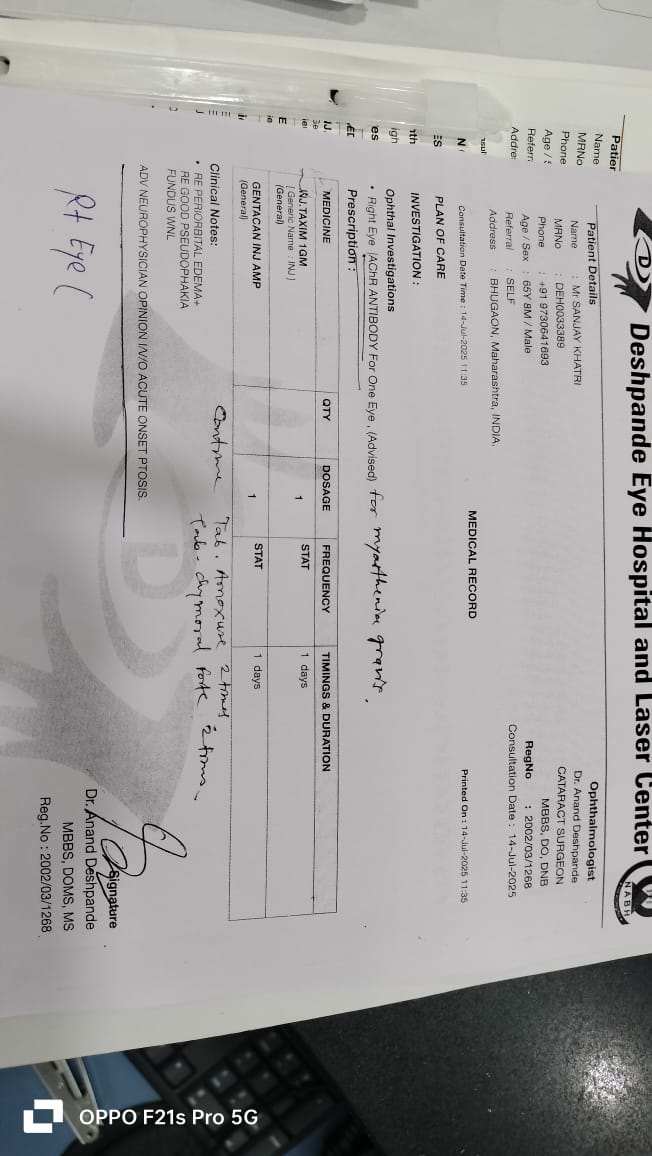 Deshpande Eye Hospital and Laser Center
NABH
Patient Details
Name : Mr SANJAY KHATRI
MRNo : DEH0033389
Phone : +91 9730641693
Age / Sex : 65Y 8M / Male
Referral : SELF
Address : BHUGAON, Maharashtra, INDIA.
Ophthalmologist
Dr. Anand Deshpande
CATARACT SURGEON
MBBS, DO, DNB
RegNo : 2002/03/1268
Consultation Date : 14-Jul-2025
MEDICAL RECORD
Consultation Date Time : 14-Jul-2025 11:35
Printed On : 14-Jul-2025 11:35
PLAN OF CARE
INVESTIGATION :
Ophthal Investigations
• Right Eye (AChR ANTIBODY For One Eye , (Advised) for myasthenia gravis.
Prescription :
MEDICINE QTY DOSAGE FREQUENCY TIMINGS & DURATION
INJ.TAXIM 1GM 1 STAT 1 days
[ Generic Name : INJ ]
(General)
GENTACAN INJ AMP 1 STAT 1 days
(General)
Continue Tab. 2 times
Tab. chymoral forte 2 times.
Clinical Notes:
• RE PERIORBITAL EDEMA+
RE GOOD PSEUDOPHAKIA
FUNDUS WNL
ADV NEUROPHYSICIAN OPINION I/V/O ACUTE ONSET PTOSIS.
Rt Eye (
Signature
Dr. Anand Deshpande
MBBS, DOMS, MS
Reg.No : 2002/03/1268
Name
MRNo
Phone
OPPO F21s Pro 5G